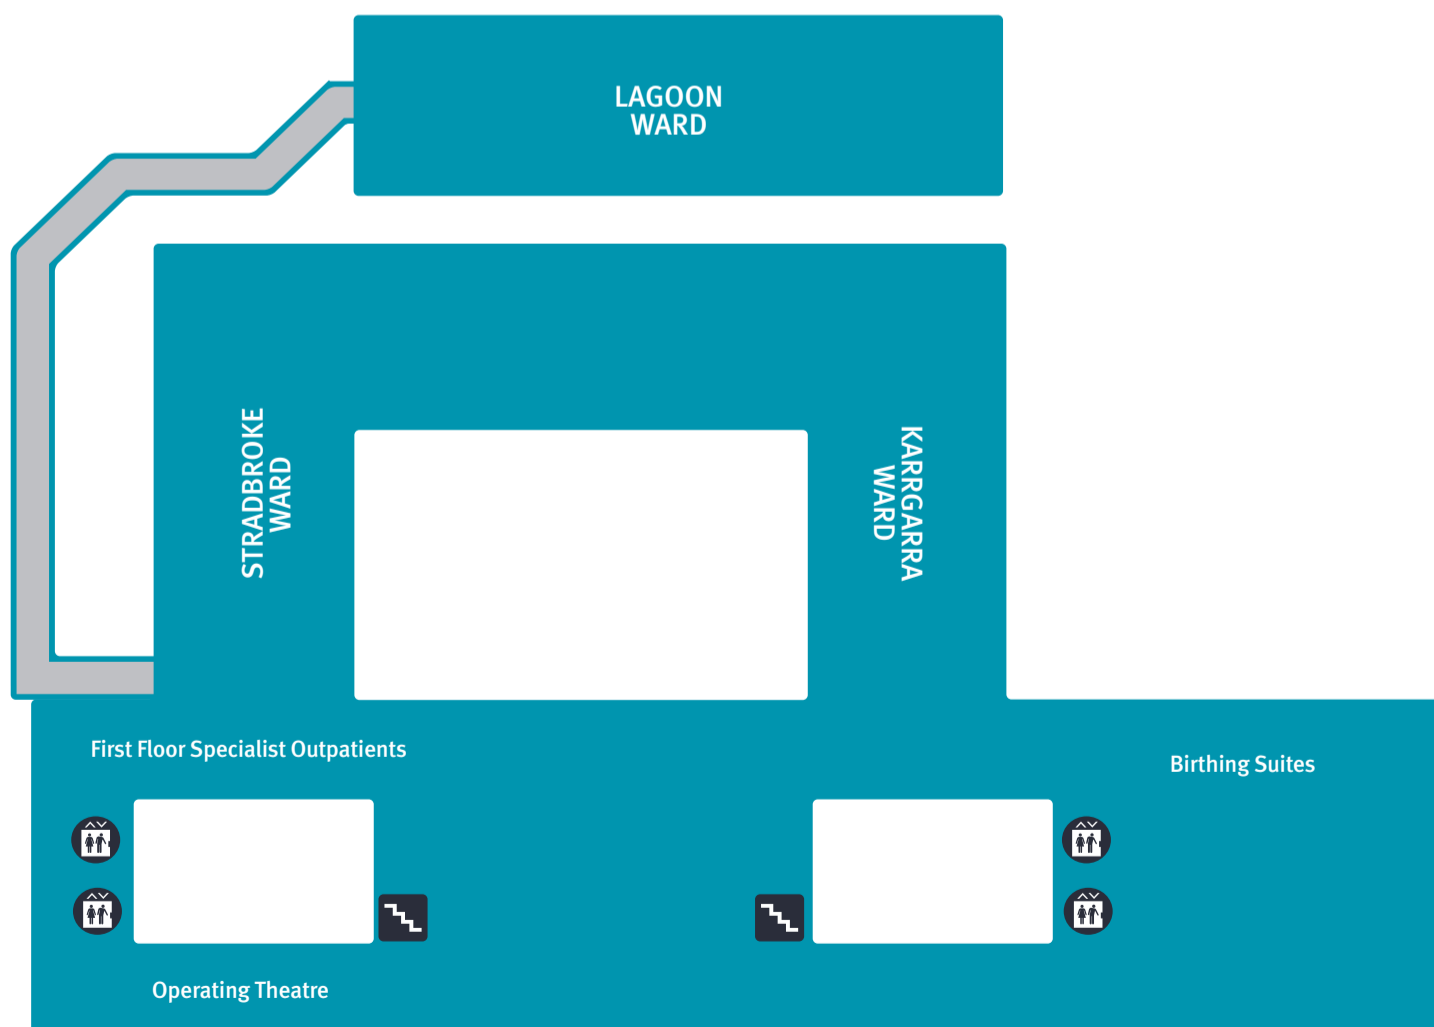 LAGOON
WARD
STRADBROKE
WARD
KARRGARRA
WARD
First Floor Specialist Outpatients
Birthing Suites
Operating Theatre